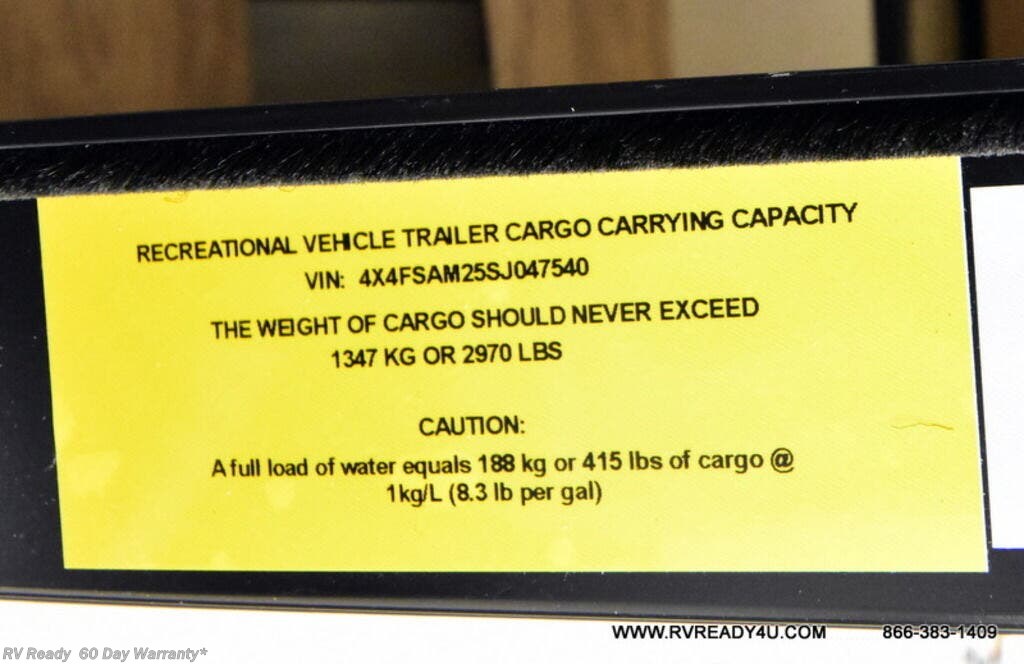 RECREATIONAL VEHICLE TRAILER CARGO CARRYING CAPACITY
VIN: 4X4FSAM25SJ047540
THE WEIGHT OF CARGO SHOULD NEVER EXCEED
1347 KG OR 2970 LBS
CAUTION:
A full load of water equals 188 kg or 415 lbs of cargo @
1kg/L (8.3 lb per gal)
WWW.RVREADY4U.COM 866-383-1409
RV Ready 60 Day Warranty*